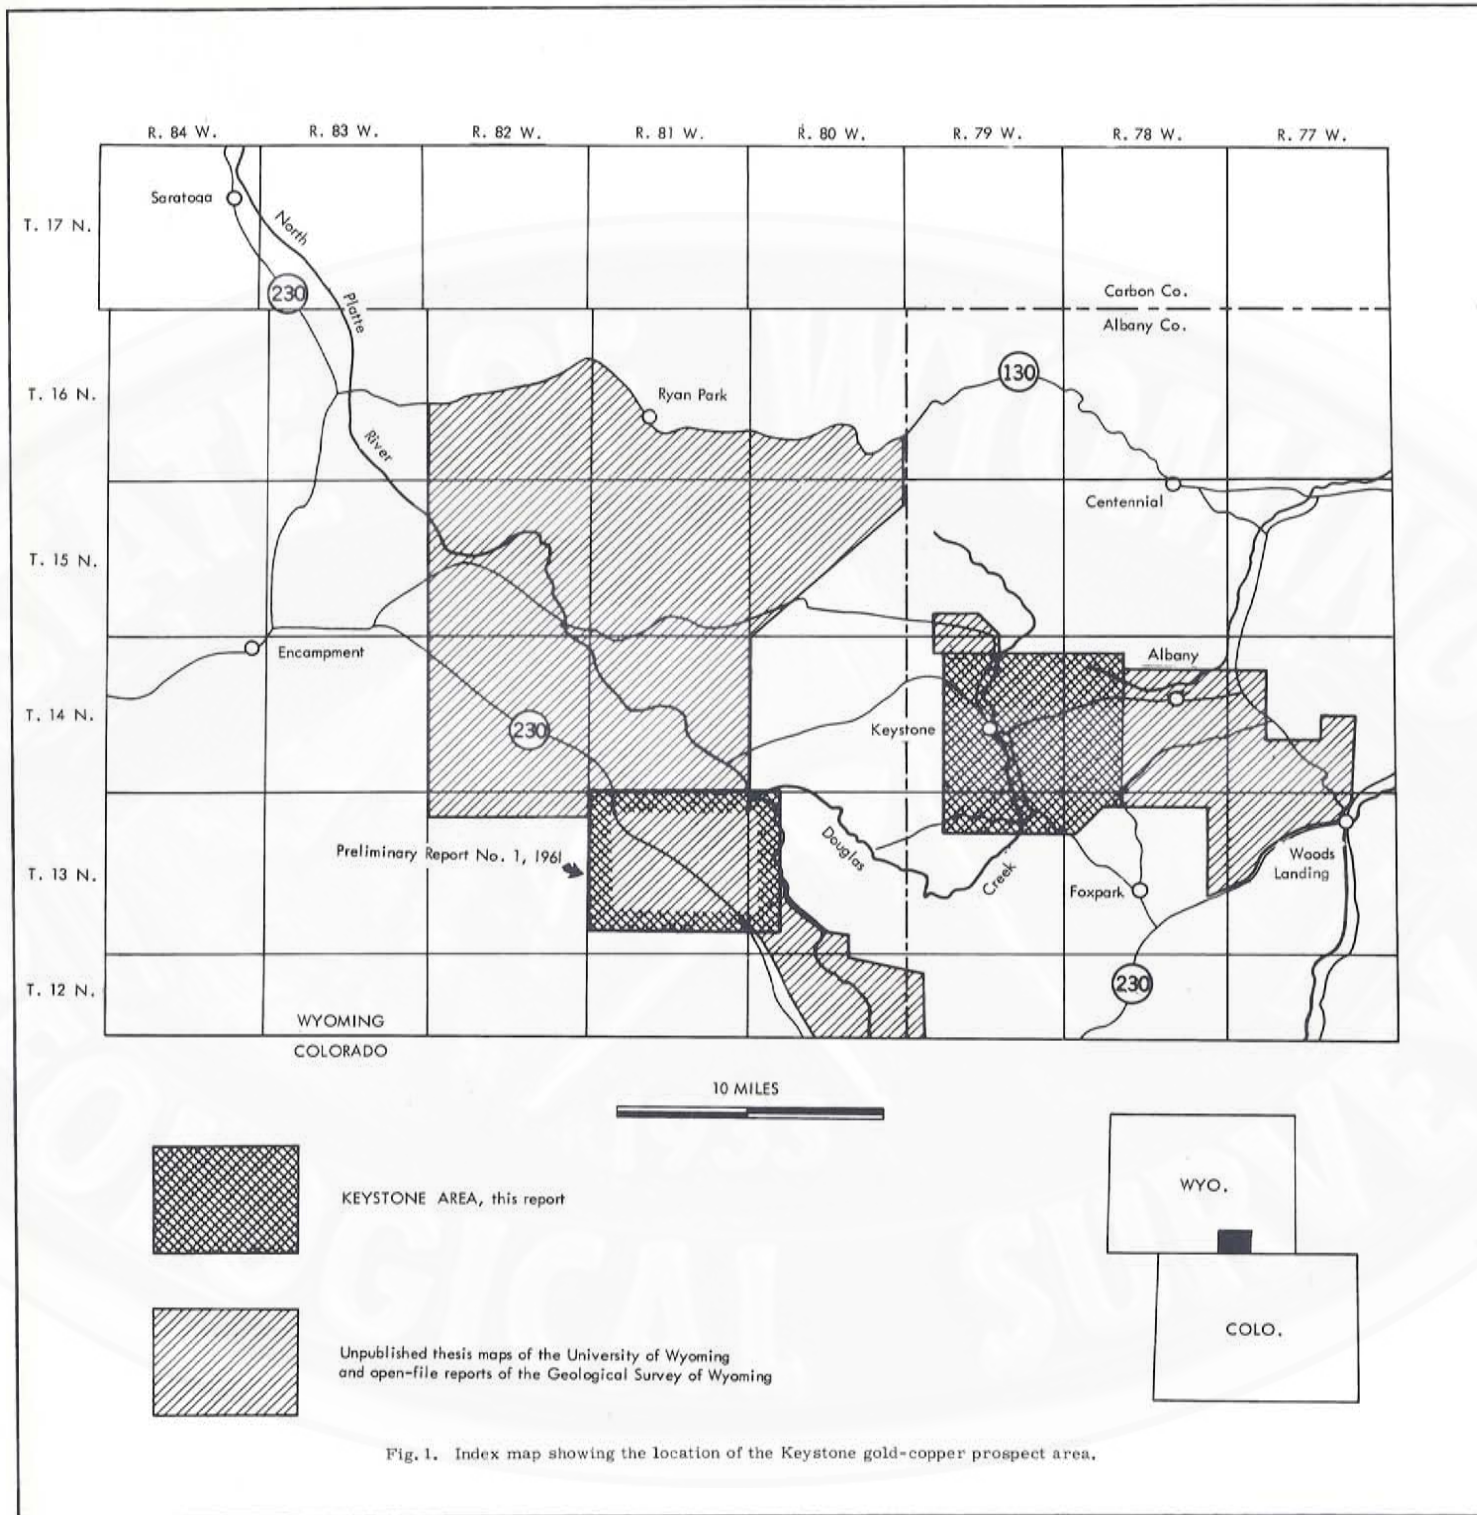 R. 84 W. R. 83 W. R. 82 W. R. 81 W. R. 80 W. R. 79 W. R. 78 W. R. 77 W.
T. 17 N.
Saratoga
North
230
Platte
Carbon Co.
Albany Co.
T. 16 N.
130
Ryan Park
River
Centennial
T. 15 N.
Encampment
Albany
T. 14 N.
230
Keystone
Preliminary Report No. 1, 1961
Douglas
Creek
Woods
Landing
T. 13 N.
Foxpark
230
T. 12 N.
WYOMING
COLORADO
10 MILES
KEYSTONE AREA, this report
WYO.
COLO.
Unpublished thesis maps of the University of Wyoming
and open-file reports of the Geological Survey of Wyoming
Fig. 1. Index map showing the location of the Keystone gold-copper prospect area.